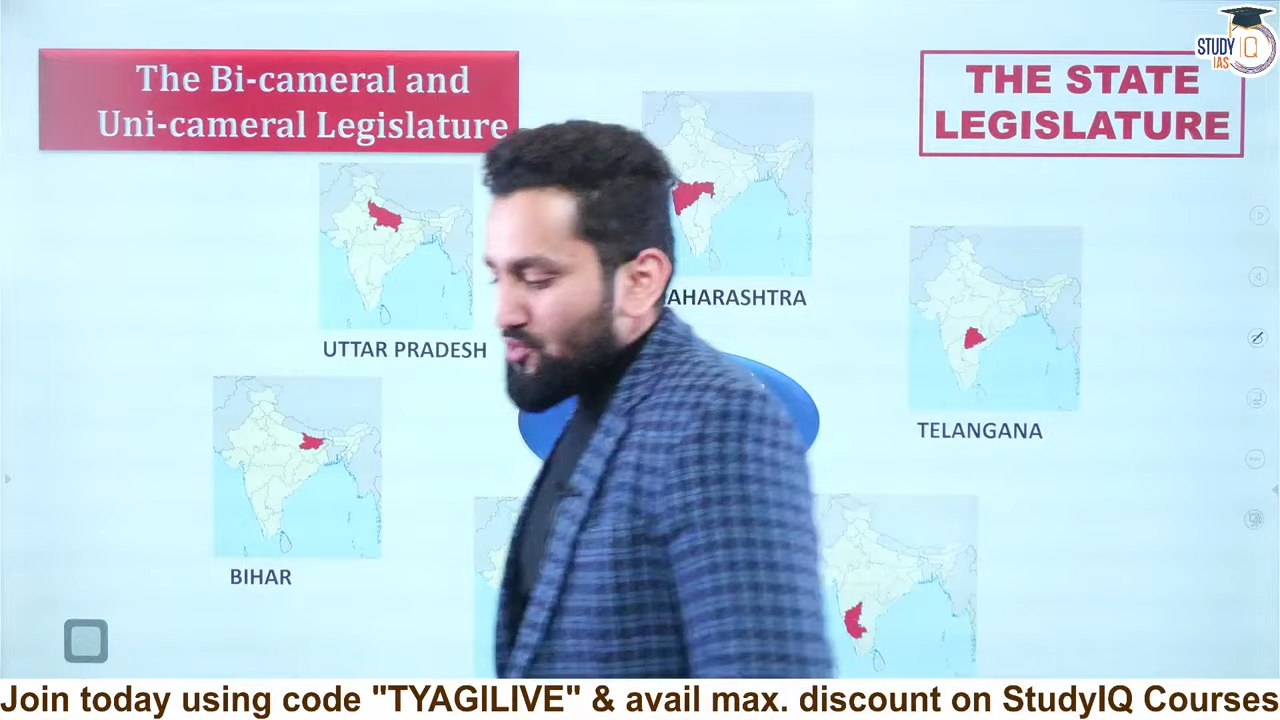 The Bi-cameral and
Uni-cameral Legislature
THE STATE
LEGISLATURE
STUDY IQ
IAS
AHARASHTRA
UTTAR PRADESH
TELANGANA
BIHAR
Join today using code "TYAGILIVE" & avail max. discount on StudyIQ Courses